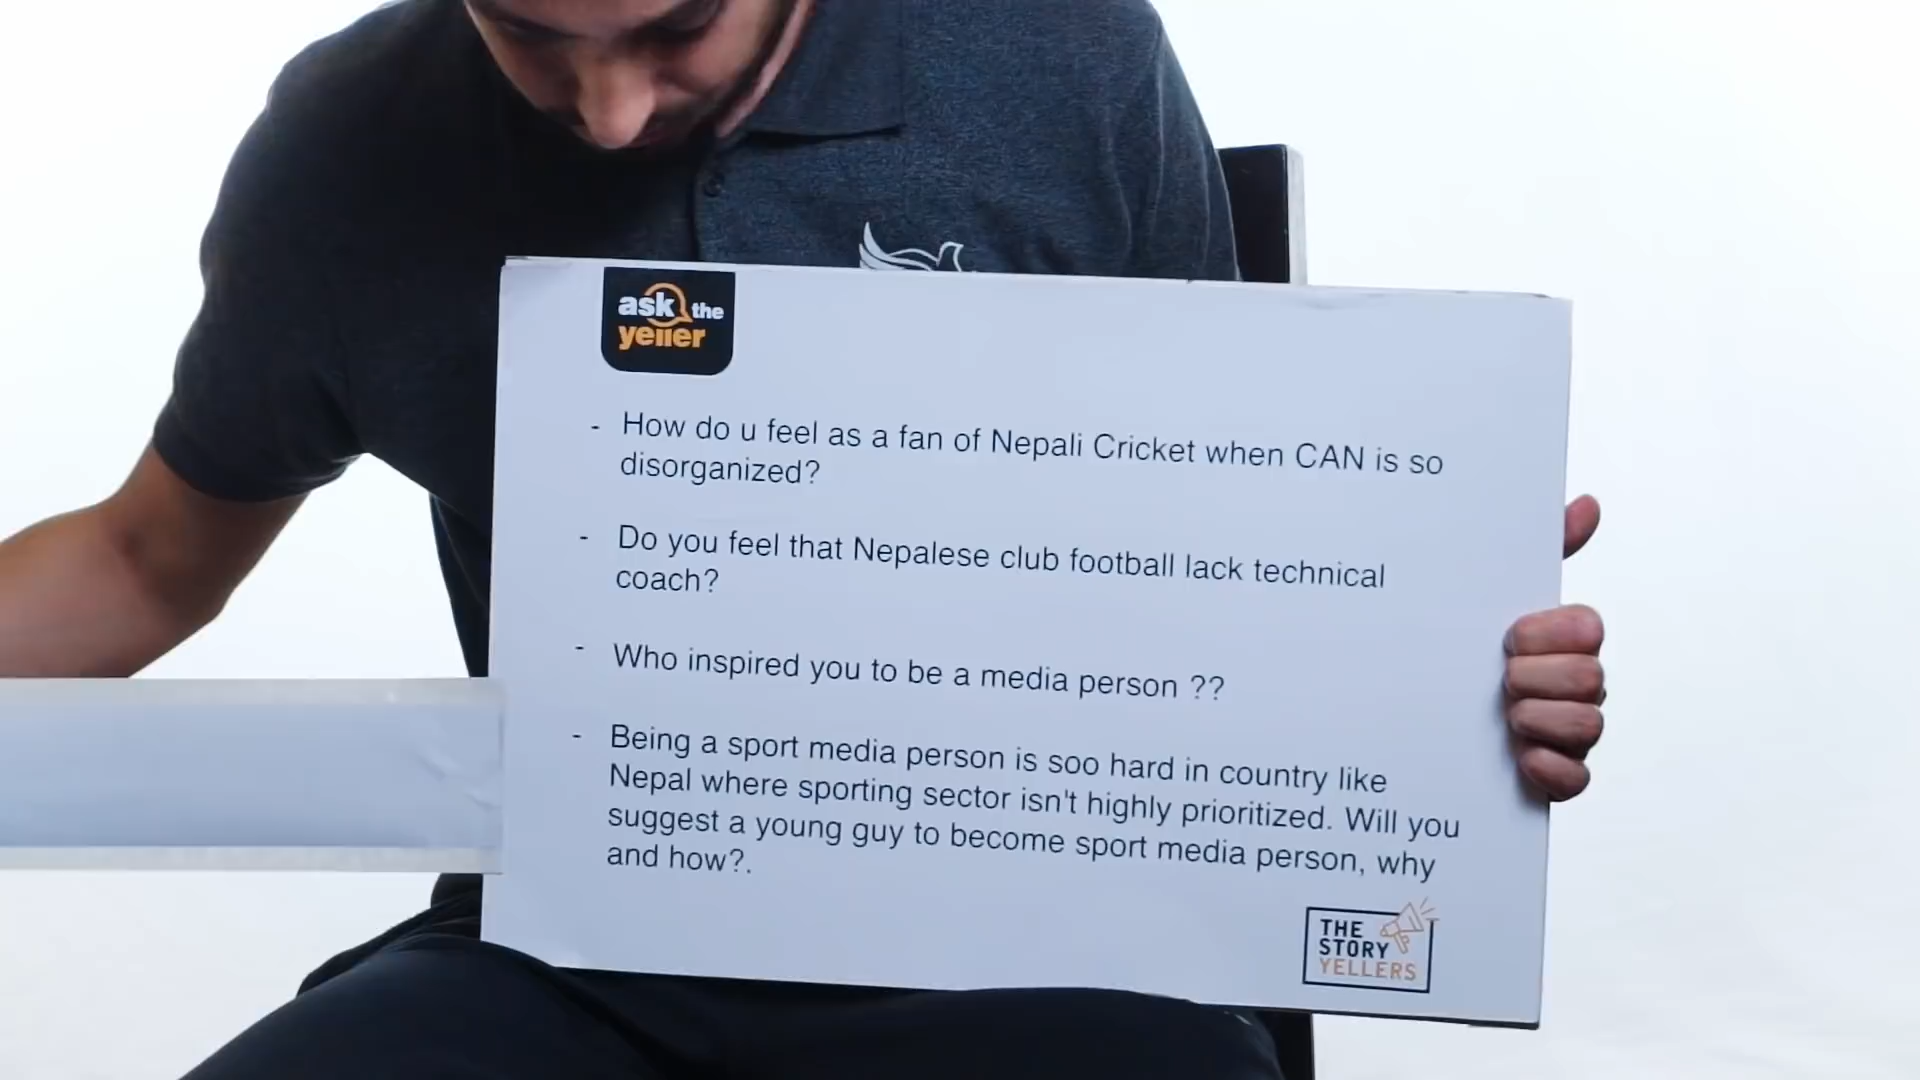 ask the
yeller
- How do u feel as a fan of Nepali Cricket when CAN is so
disorganized?
- Do you feel that Nepalese club football lack technical
coach?
- Who inspired you to be a media person ??
- Being a sport media person is soo hard in country like
Nepal where sporting sector isn't highly prioritized. Will you
suggest a young guy to become sport media person, why
and how?.
THE
STORY
YELLERS